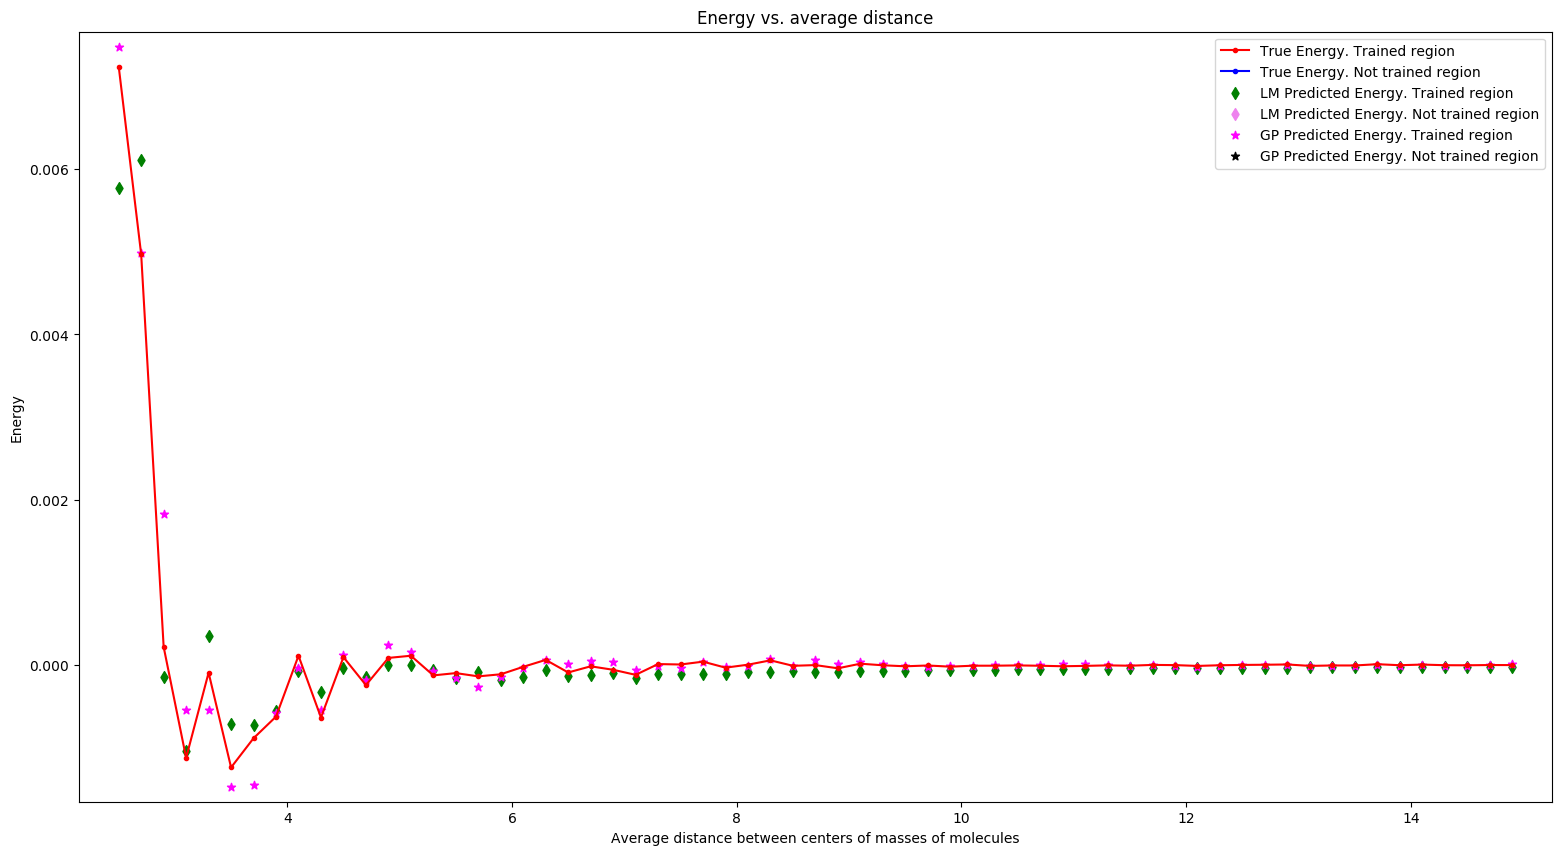 Energy vs. average distance
True Energy. Trained region
True Energy. Not trained region
LM Predicted Energy. Trained region
LM Predicted Energy. Not trained region
GP Predicted Energy. Trained region
GP Predicted Energy. Not trained region
Energy
0.006
0.004
0.002
0.000
4 6 8 10 12 14
Average distance between centers of masses of molecules